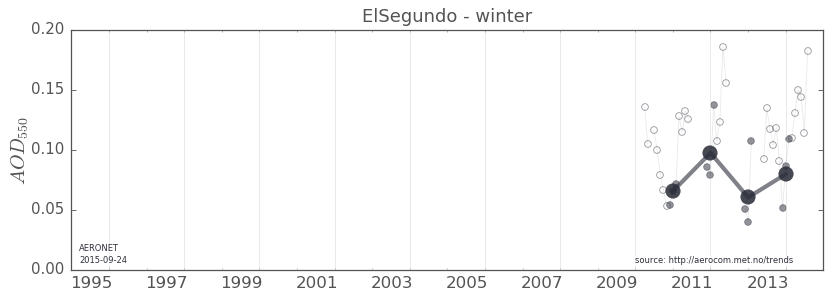 ElSegundo - winter
0.20
0.15
0.10
0.05
0.00
AOD550
AERONET
2015-09-24
source: http://aerocom.met.no/trends
1995 1997 1999 2001 2003 2005 2007 2009 2011 2013